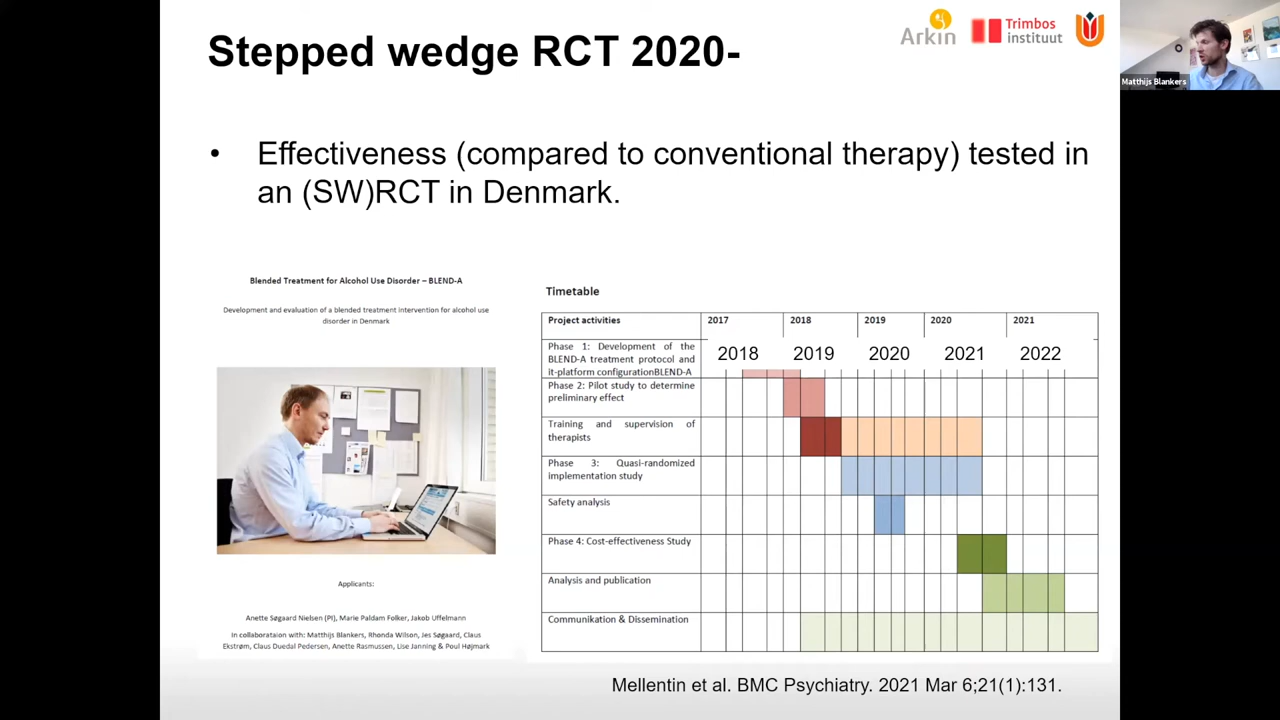 Stepped wedge RCT 2020-
Arkin
Trimbos
instituut
Matthijs Blankers
• Effectiveness (compared to conventional therapy) tested in
an (SW)RCT in Denmark.
Blended Treatment for Alcohol Use Disorder – BLEND-A
Development and evaluation of a blended treatment intervention for alcohol use
disorder in Denmark
Applicants:
Anette Søgaard Nielsen (PI), Marie Paldam Folker, Jakob Uffelmann
In collaboration with: Matthijs Blankers, Rhonda Wilson, Jes Søgaard, Claus
Ekstrøm, Claus Duedal Pedersen, Anette Rasmussen, Lise Janning & Poul Højmark
Timetable
Project activities 2017 2018 2019 2020 2021
2018 2019 2020 2021 2022
Phase 1: Development of the
BLEND-A treatment protocol and
it-platform configurationBLEND-A
Phase 2: Pilot study to determine
preliminary effect
Training and supervision of
therapists
Phase 3: Quasi-randomized
implementation study
Safety analysis
Phase 4: Cost-effectiveness Study
Analysis and publication
Communikation & Dissemination
Mellentin et al. BMC Psychiatry. 2021 Mar 6;21(1):131.